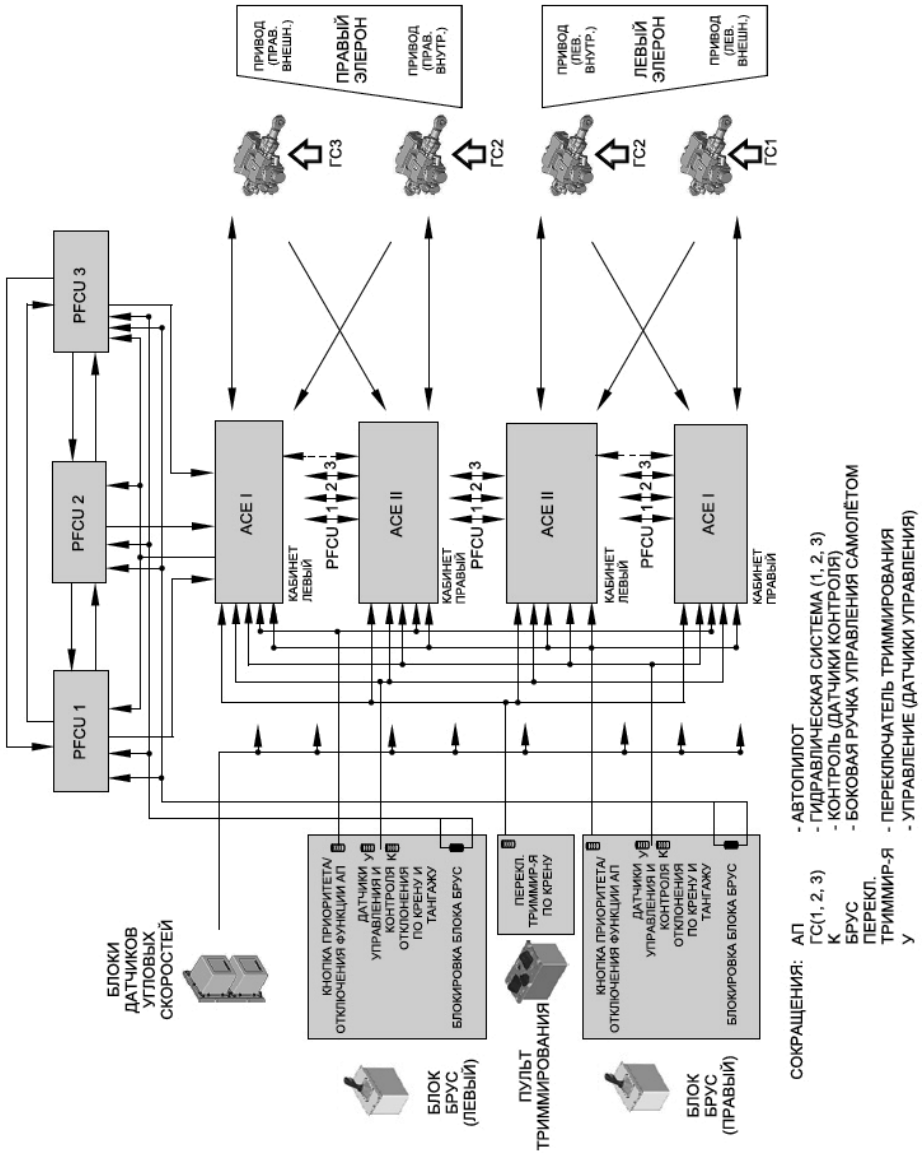 БЛОКИ
ДАТЧИКОВ
УГЛОВЫХ
СКОРОСТЕЙ
PFCU 1
PFCU 2
PFCU 3
БЛОК
БРУС
(ЛЕВЫЙ)
КНОПКА ПРИОРИТЕТА/
ОТКЛЮЧЕНИЯ ФУНКЦИИ АП
ДАТЧИКИ У
УПРАВЛЕНИЯ И
КОНТРОЛЯ К
ОТКЛОНЕНИЯ
ПО КРЕНУ И
ТАНГАЖУ
БЛОКИРОВКА БЛОКА БРУС
ПУЛЬТ
ТРИММИРОВАНИЯ
ПЕРЕКЛ.
ТРИММИР-Я
ПО КРЕНУ
БЛОК
БРУС
(ПРАВЫЙ)
КНОПКА ПРИОРИТЕТА/
ОТКЛЮЧЕНИЯ ФУНКЦИИ АП
ДАТЧИКИ У
УПРАВЛЕНИЯ И
КОНТРОЛЯ К
ОТКЛОНЕНИЯ
ПО КРЕНУ И
ТАНГАЖУ
БЛОКИРОВКА БЛОКА БРУС
ACE I
КАБИНЕТ
ЛЕВЫЙ
PFCU 1 2 3
ACE II
КАБИНЕТ
ПРАВЫЙ
PFCU 1 2 3
ACE II
КАБИНЕТ
ЛЕВЫЙ
PFCU 1 2 3
ACE I
КАБИНЕТ
ПРАВЫЙ
ГС3
ГС2
ГС2
ГС1
ПРИВОД
(ПРАВ.
ВНЕШН.)
ПРАВЫЙ
ЭЛЕРОН
ПРИВОД
(ПРАВ.
ВНУТР.)
ПРИВОД
(ЛЕВ.
ВНУТР.)
ЛЕВЫЙ
ЭЛЕРОН
ПРИВОД
(ЛЕВ.
ВНЕШН.)
СОКРАЩЕНИЯ: АП - АВТОПИЛОТ
ГС(1, 2, 3) - ГИДРАВЛИЧЕСКАЯ СИСТЕМА (1, 2, 3)
К - КОНТРОЛЬ (ДАТЧИКИ КОНТРОЛЯ)
БРУС - БОКОВАЯ РУЧКА УПРАВЛЕНИЯ САМОЛЁТОМ
ПЕРЕКЛ.
ТРИММИР-Я - ПЕРЕКЛЮЧАТЕЛЬ ТРИММИРОВАНИЯ
У - УПРАВЛЕНИЕ (ДАТЧИКИ УПРАВЛЕНИЯ)